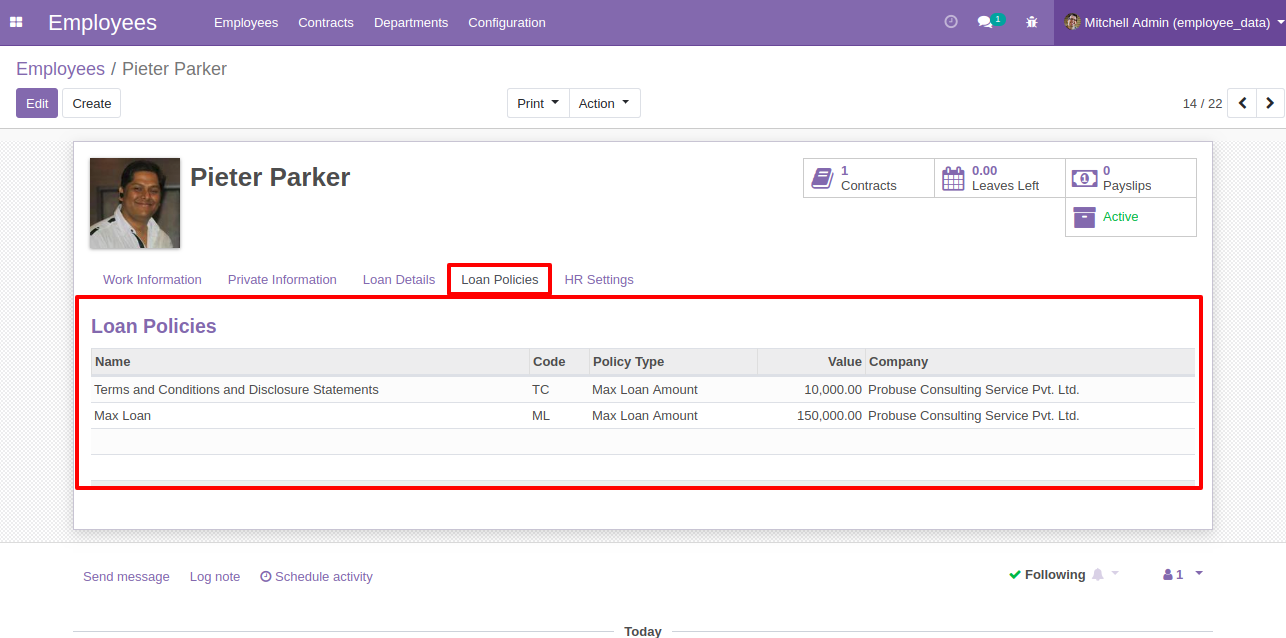 Employees Employees Contracts Departments Configuration 1 Mitchell Admin (employee_data)
Employees / Pieter Parker
Edit Create Print Action 14 / 22
Pieter Parker
1 Contracts
0.00 Leaves Left
0 Payslips
Active
Work Information Private Information Loan Details Loan Policies HR Settings
Loan Policies
Name Code Policy Type Value Company
Terms and Conditions and Disclosure Statements TC Max Loan Amount 10,000.00 Probuse Consulting Service Pvt. Ltd.
Max Loan ML Max Loan Amount 150,000.00 Probuse Consulting Service Pvt. Ltd.
Send message Log note Schedule activity Following 1
Today